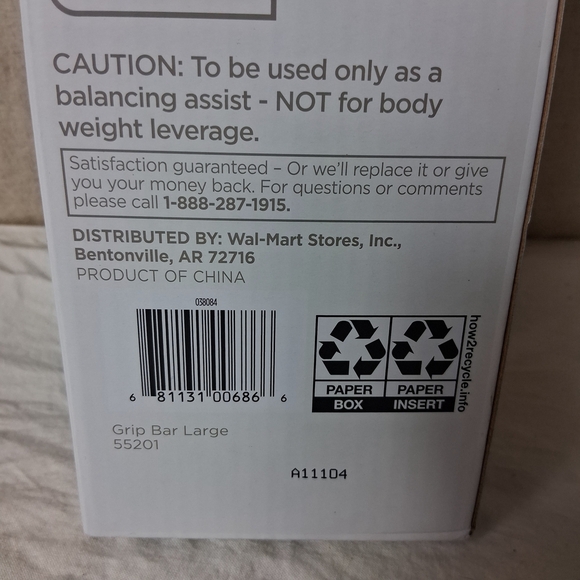 CAUTION: To be used only as a
balancing assist - NOT for body
weight leverage.
Satisfaction guaranteed – Or we'll replace it or give
you your money back. For questions or comments
please call 1-888-287-1915.
DISTRIBUTED BY: Wal-Mart Stores, Inc.,
Bentonville, AR 72716
PRODUCT OF CHINA
038084
6 81131 00686 6
PAPER PAPER
BOX INSERT
how2recycle.info
Grip Bar Large
55201
A11104